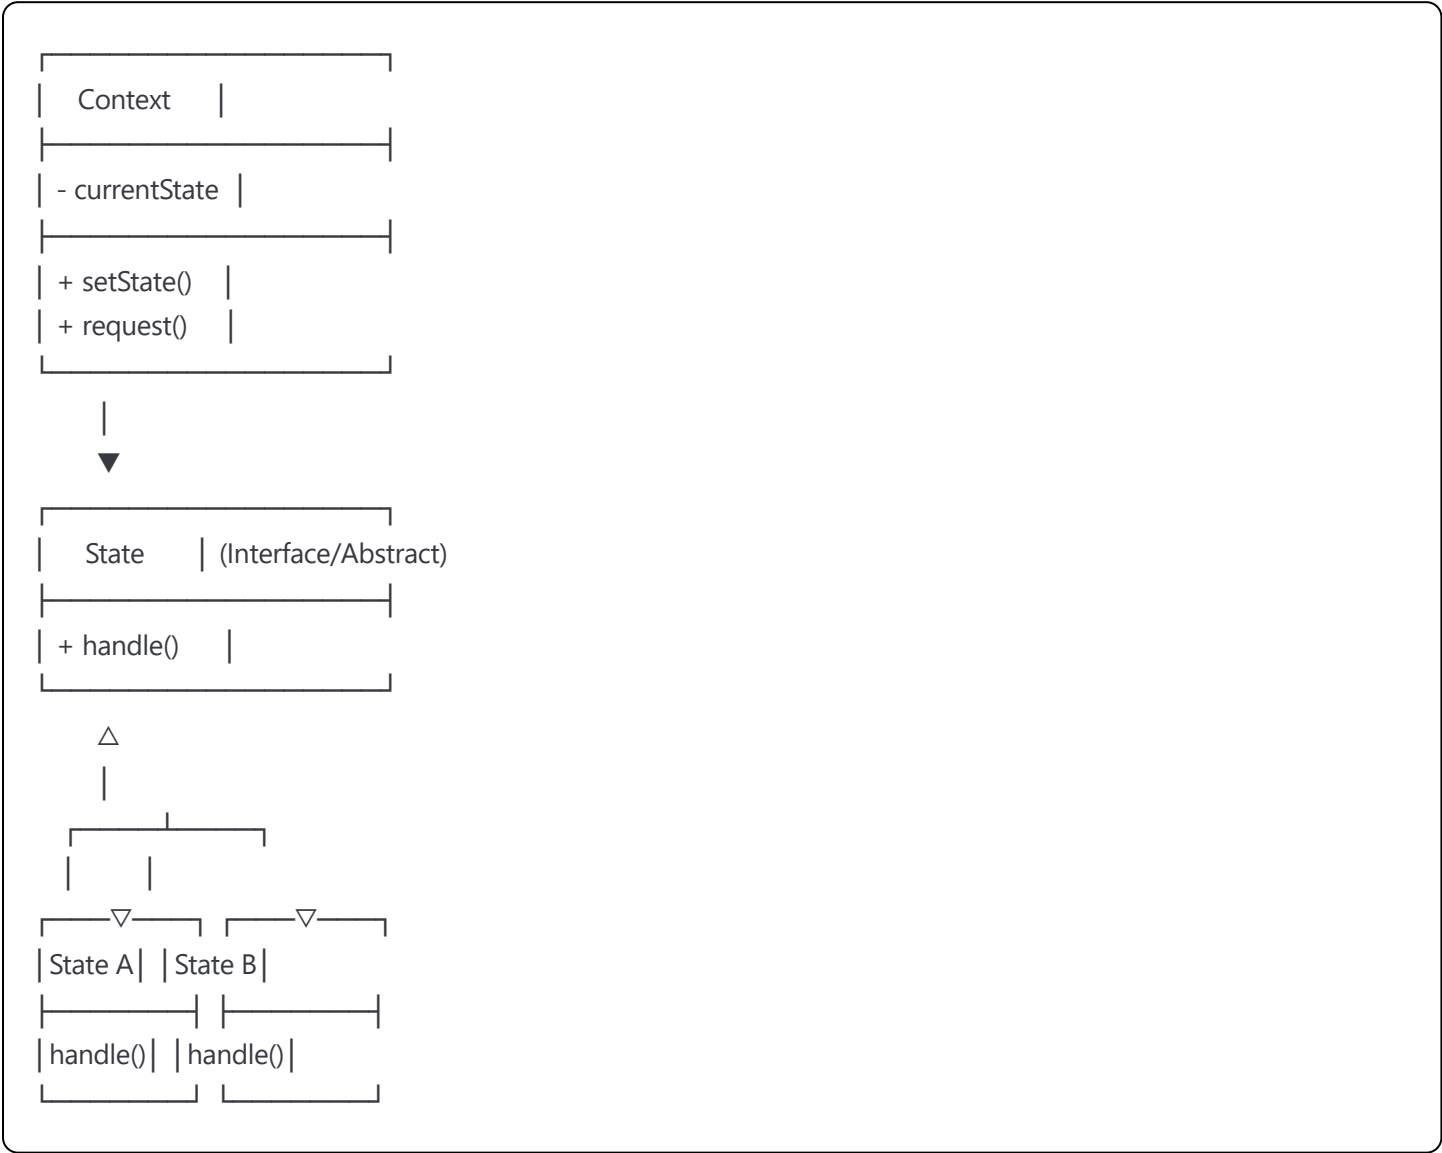 ┌─────────────────┐
│ Context │
├─────────────────┤
│ - currentState │
├─────────────────┤
│ + setState() │
│ + request() │
└─────────────────┘
│
▼
┌─────────────────┐
│ State │ (Interface/Abstract)
├─────────────────┤
│ + handle() │
└─────────────────┘
△
│
┌────┴────┐
│ │
┌───▽───┐ ┌───▽───┐
│State A│ │State B│
├───────┤ ├───────┤
│handle()│ │handle()│
└───────┘ └───────┘